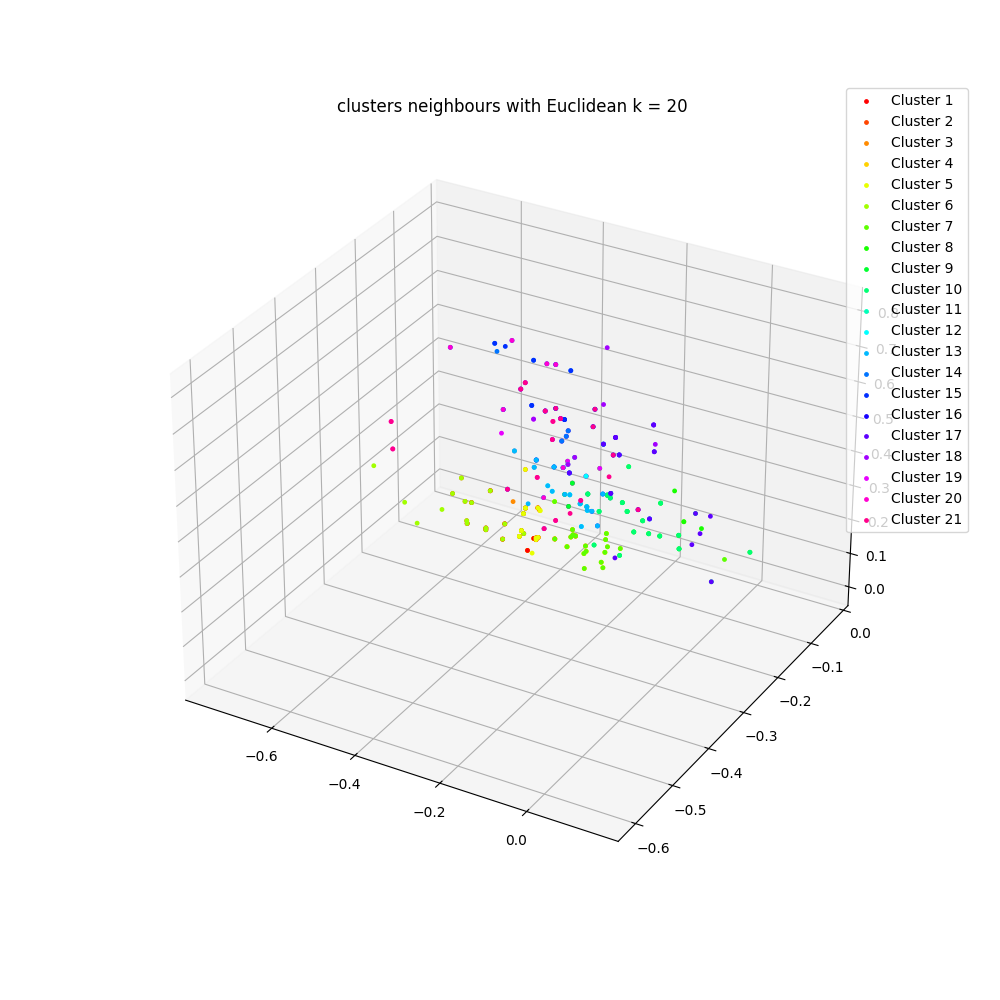 clusters neighbours with Euclidean k = 20
Cluster 1
Cluster 2
Cluster 3
Cluster 4
Cluster 5
Cluster 6
Cluster 7
Cluster 8
Cluster 9
Cluster 10
Cluster 11
Cluster 12
Cluster 13
Cluster 14
Cluster 15
Cluster 16
Cluster 17
Cluster 18
Cluster 19
Cluster 20
Cluster 21
0.8
0.7
0.6
0.5
0.4
0.3
0.2
0.1
0.0
0.0
−0.1
−0.2
−0.3
−0.4
−0.5
−0.6
−0.6
−0.4
−0.2
0.0